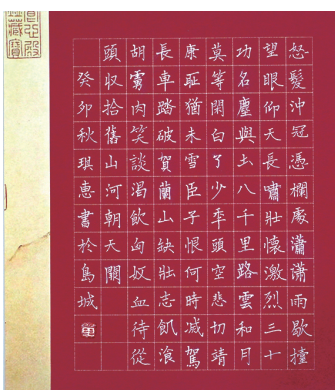 怒髮沖冠憑欄處瀟瀟雨歇擡
望眼仰天長嘯壯懷激烈三十
功名塵與土八千里路雲和月
莫等閑白了少年頭空悲切靖
康恥猶未雪臣子恨何時滅駕
長車踏破賀蘭山缺壯志飢湌
胡虜肉笑談渴飲匈奴血待從
頭収拾舊山河朝天闕
癸卯秋琪惠書於島城